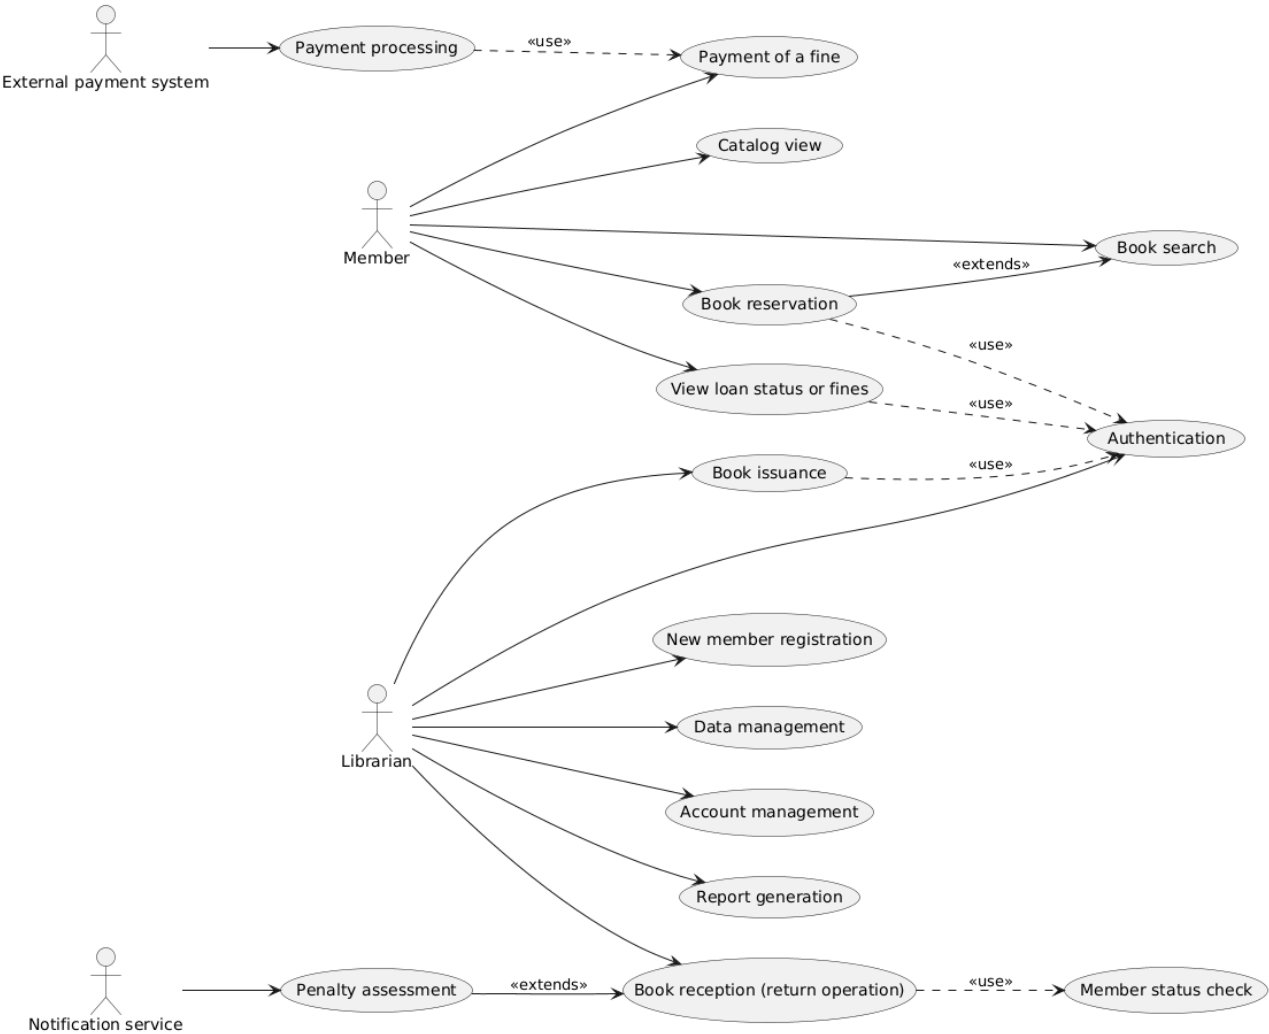 External payment system
Payment processing
«use»
Payment of a fine
Catalog view
Member
Book search
«extends»
Book reservation
«use»
View loan status or fines
«use»
Authentication
Book issuance
«use»
New member registration
Data management
Librarian
Account management
Report generation
Notification service
Penalty assessment
«extends»
Book reception (return operation)
«use»
Member status check